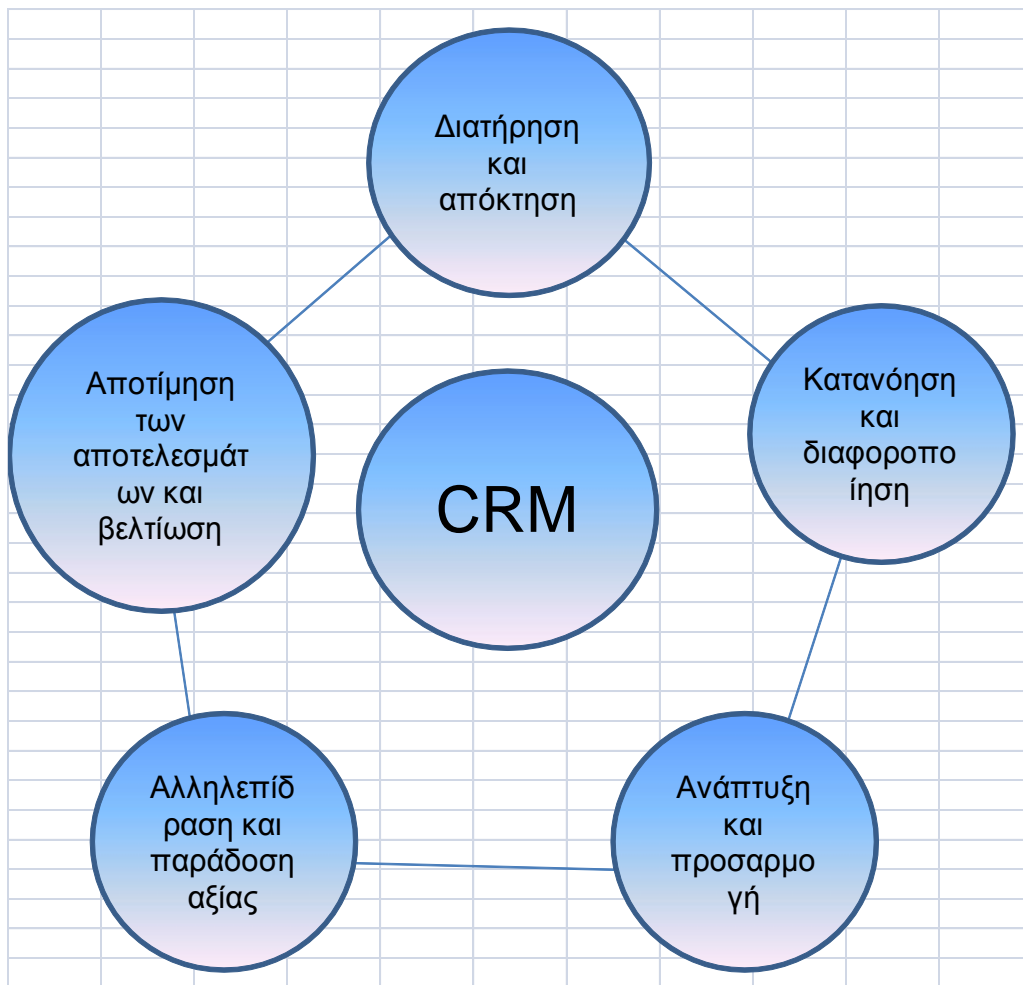 Διατήρηση
και
απόκτηση
Κατανόηση
και
διαφοροπο
ίηση
Ανάπτυξη
και
προσαρμο
γή
Αλληλεπίδ
ραση και
παράδοση
αξίας
Αποτίμηση
των
αποτελεσμάτ
ων και
βελτίωση
CRM